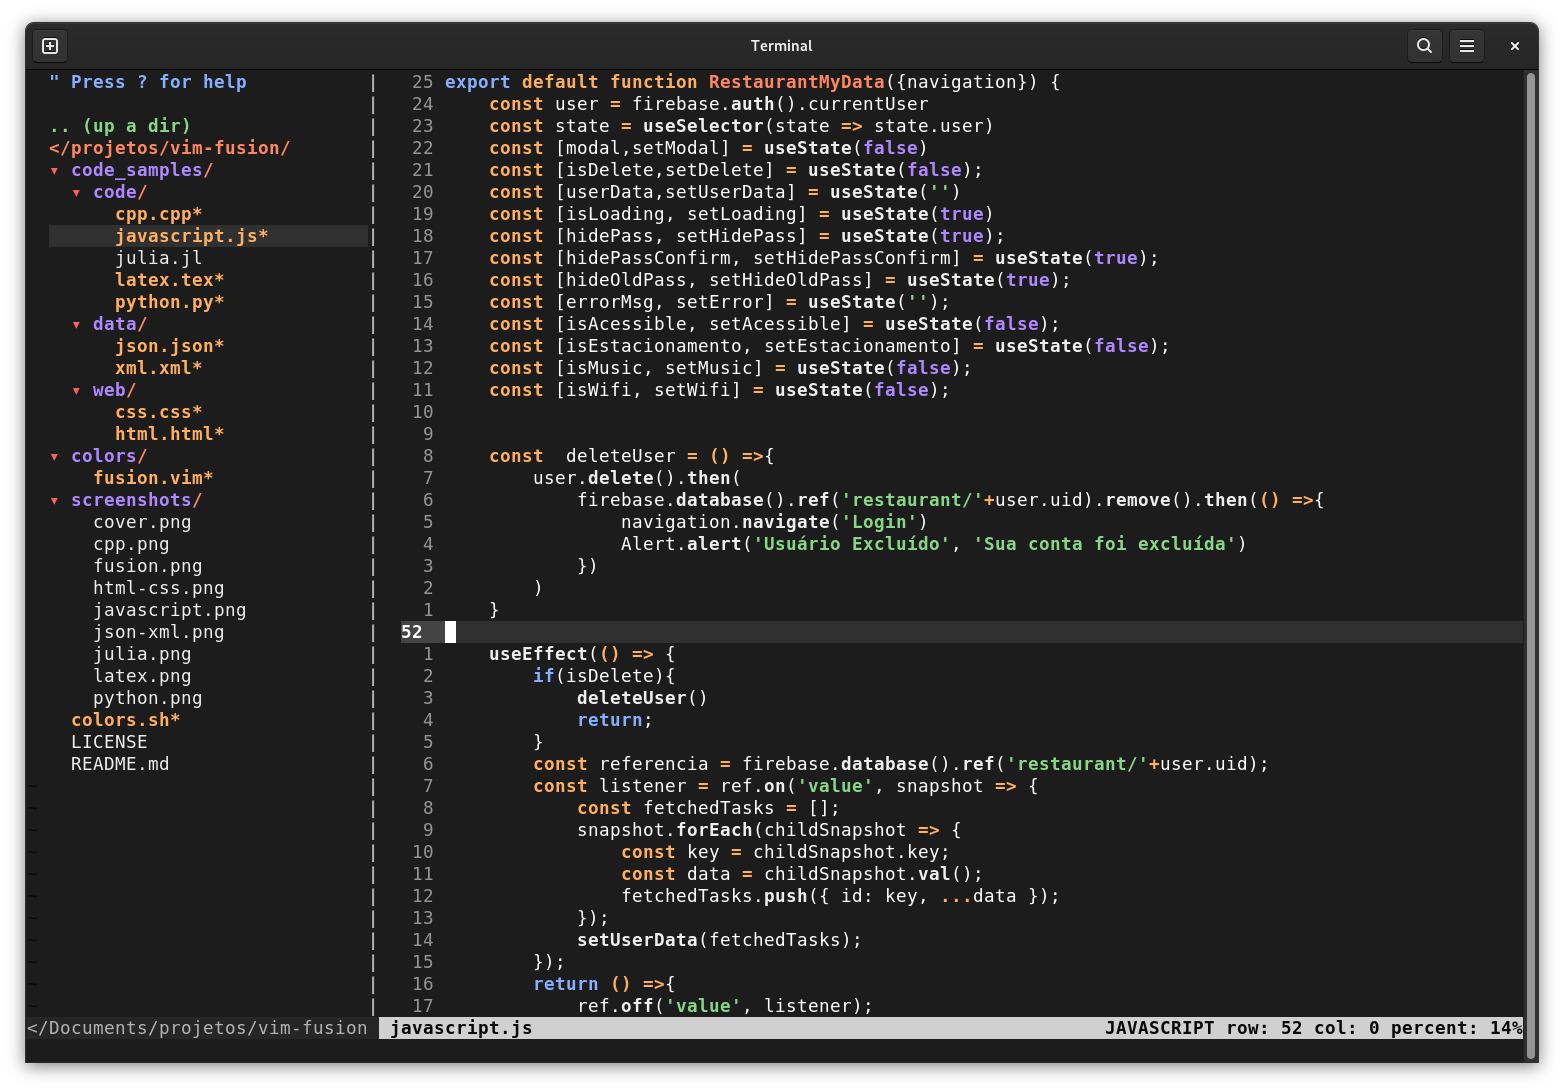 Terminal
" Press ? for help
.. (up a dir)
</projetos/vim-fusion/
▾ code_samples/
▾ code/
cpp.cpp*
javascript.js*
julia.jl
latex.tex*
python.py*
▾ data/
json.json*
xml.xml*
▾ web/
css.css*
html.html*
▾ colors/
fusion.vim*
▾ screenshots/
cover.png
cpp.png
fusion.png
html-css.png
javascript.png
json-xml.png
julia.png
latex.png
python.png
colors.sh*
LICENSE
README.md
~
~
~
~
~
~
~
~
~
~
~
25 export default function RestaurantMyData({navigation}) {
24     const user = firebase.auth().currentUser
23     const state = useSelector(state => state.user)
22     const [modal,setModal] = useState(false)
21     const [isDelete,setDelete] = useState(false);
20     const [userData,setUserData] = useState('')
19     const [isLoading, setLoading] = useState(true)
18     const [hidePass, setHidePass] = useState(true);
17     const [hidePassConfirm, setHidePassConfirm] = useState(true);
16     const [hideOldPass, setHideOldPass] = useState(true);
15     const [errorMsg, setError] = useState('');
14     const [isAcessible, setAcessible] = useState(false);
13     const [isEstacionamento, setEstacionamento] = useState(false);
12     const [isMusic, setMusic] = useState(false);
11     const [isWifi, setWifi] = useState(false);
10
9
8     const  deleteUser = () =>{
7         user.delete().then(
6             firebase.database().ref('restaurant/'+user.uid).remove().then(() =>{
5                 navigation.navigate('Login')
4                 Alert.alert('Usuário Excluído', 'Sua conta foi excluída')
3             })
2         )
1     }
52
1     useEffect(() => {
2         if(isDelete){
3             deleteUser()
4             return;
5         }
6         const referencia = firebase.database().ref('restaurant/'+user.uid);
7         const listener = ref.on('value', snapshot => {
8             const fetchedTasks = [];
9             snapshot.forEach(childSnapshot => {
10                 const key = childSnapshot.key;
11                 const data = childSnapshot.val();
12                 fetchedTasks.push({ id: key, ...data });
13             });
14             setUserData(fetchedTasks);
15         });
16         return () =>{
17             ref.off('value', listener);
</Documents/projetos/vim-fusion
javascript.js
JAVASCRIPT row: 52 col: 0 percent: 14%